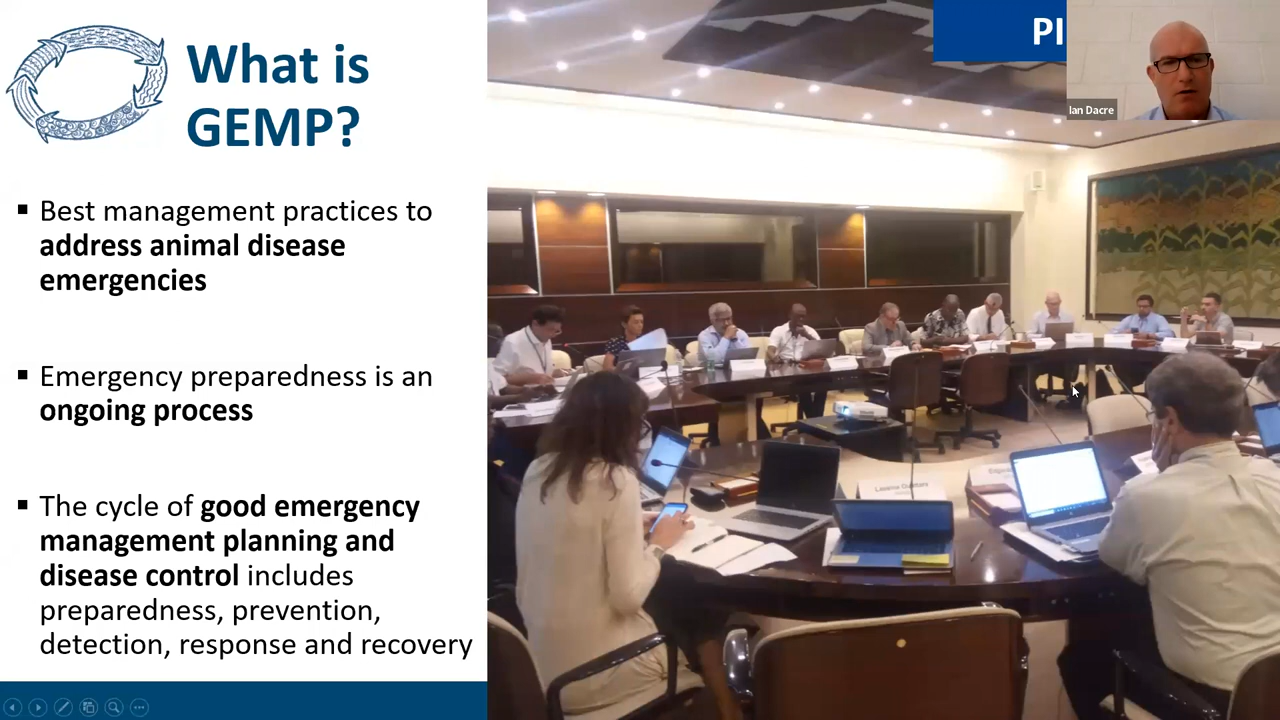 What is
GEMP?
▪ Best management practices to
address animal disease
emergencies
▪ Emergency preparedness is an
ongoing process
▪ The cycle of good emergency
management planning and
disease control includes
preparedness, prevention,
detection, response and recovery
PI
Ian Dacre